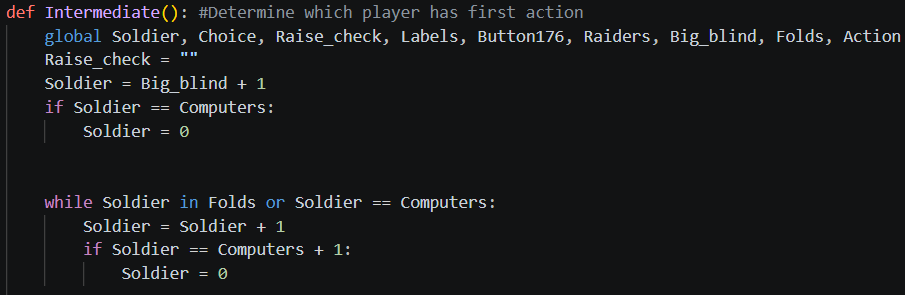 def Intermediate(): #Determine which player has first action
    global Soldier, Choice, Raise_check, Labels, Button176, Raiders, Big_blind, Folds, Action
    Raise_check = ""
    Soldier = Big_blind + 1
    if Soldier == Computers:
        Soldier = 0
    while Soldier in Folds or Soldier == Computers:
        Soldier = Soldier + 1
        if Soldier == Computers + 1:
            Soldier = 0